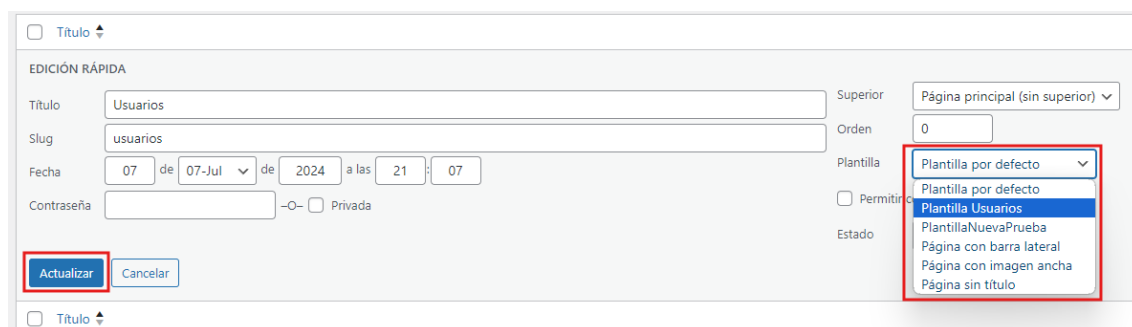 Título
EDICIÓN RÁPIDA
Título Usuarios
Slug usuarios
Fecha 07 de 07-Jul de 2024 a las 21 : 07
Contraseña –O– Privada
Superior Página principal (sin superior)
Orden 0
Plantilla Plantilla por defecto
Plantilla por defecto
Permitir
Plantilla Usuarios
PlantillaNuevaPrueba
Estado
Página con barra lateral
Página con imagen ancha
Página sin título
Actualizar Cancelar
Título